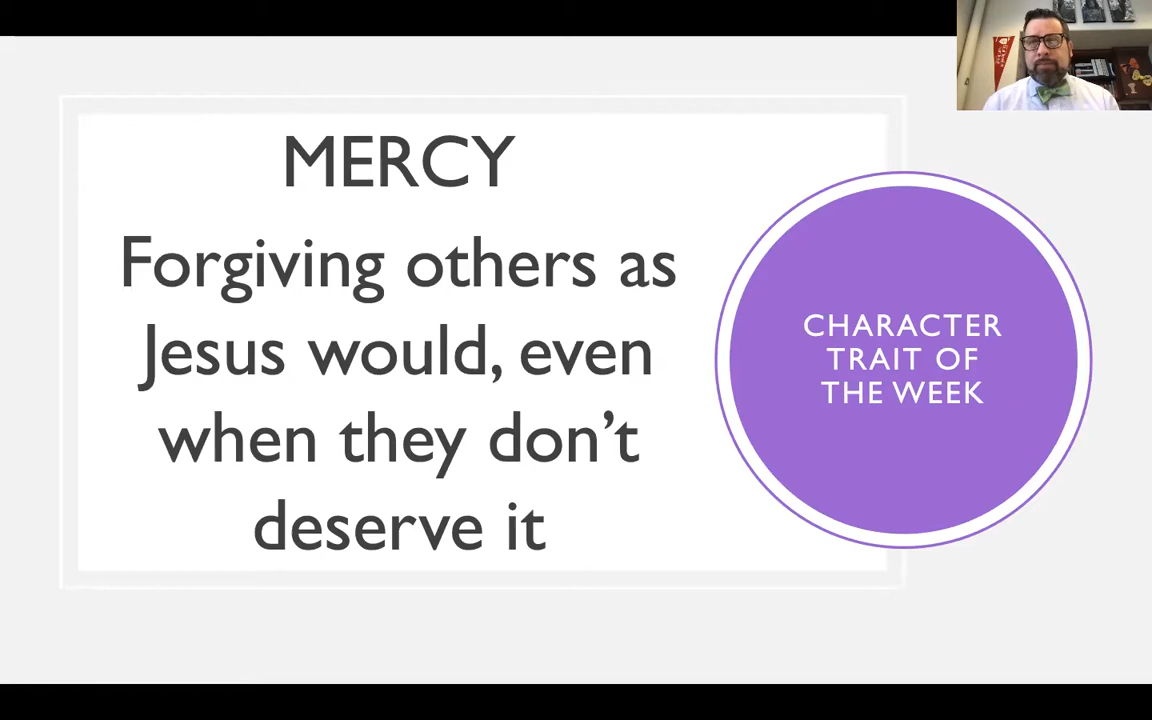 MERCY
Forgiving others as
Jesus would, even
when they don’t
deserve it
CHARACTER
TRAIT OF
THE WEEK